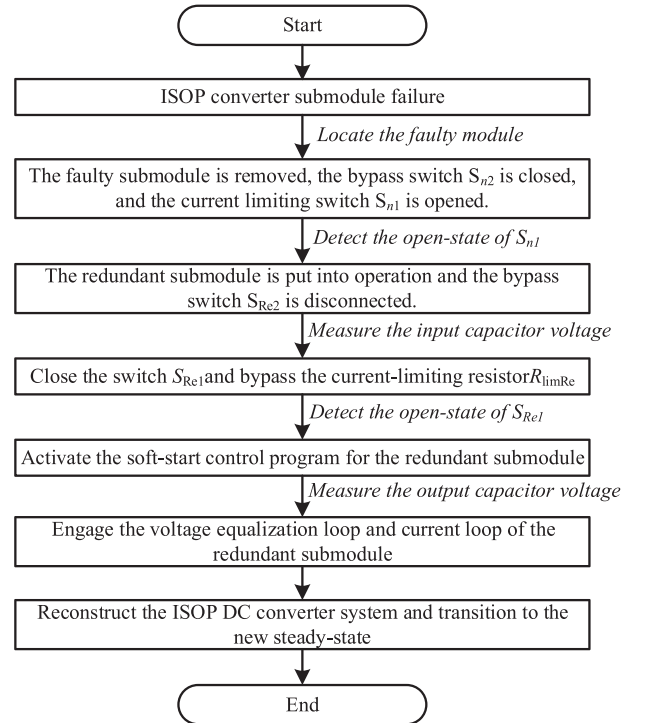 Start
ISOP converter submodule failure
Locate the faulty module
The faulty submodule is removed, the bypass switch Sn2 is closed,
and the current limiting switch Sn1 is opened.
Detect the open-state of Sn1
The redundant submodule is put into operation and the bypass
switch SRe2 is disconnected.
Measure the input capacitor voltage
Close the switch SRe1and bypass the current-limiting resistorRlimRe
Detect the open-state of SRe1
Activate the soft-start control program for the redundant submodule
Measure the output capacitor voltage
Engage the voltage equalization loop and current loop of the
redundant submodule
Reconstruct the ISOP DC converter system and transition to the
new steady-state
End